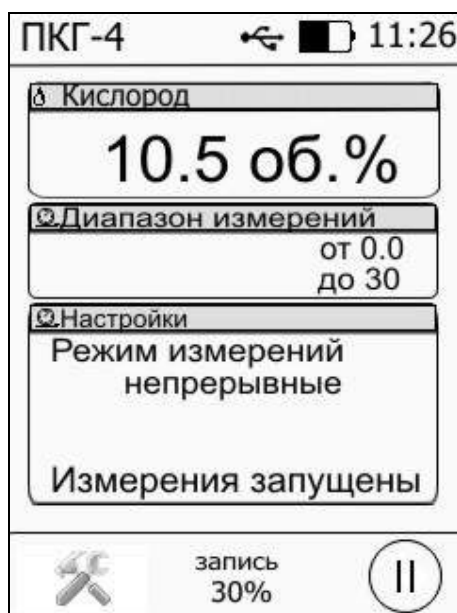 ПКГ-4 11:26
Кислород
10.5 об.%
Диапазон измерений
от 0.0
до 30
Настройки
Режим измерений
непрерывные
Измерения запущены
запись
30%